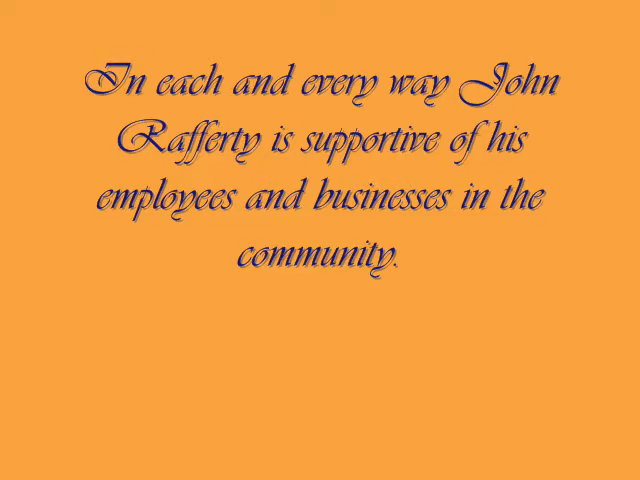 In each and every way John
Rafferty is supportive of his
employees and businesses in the
community.